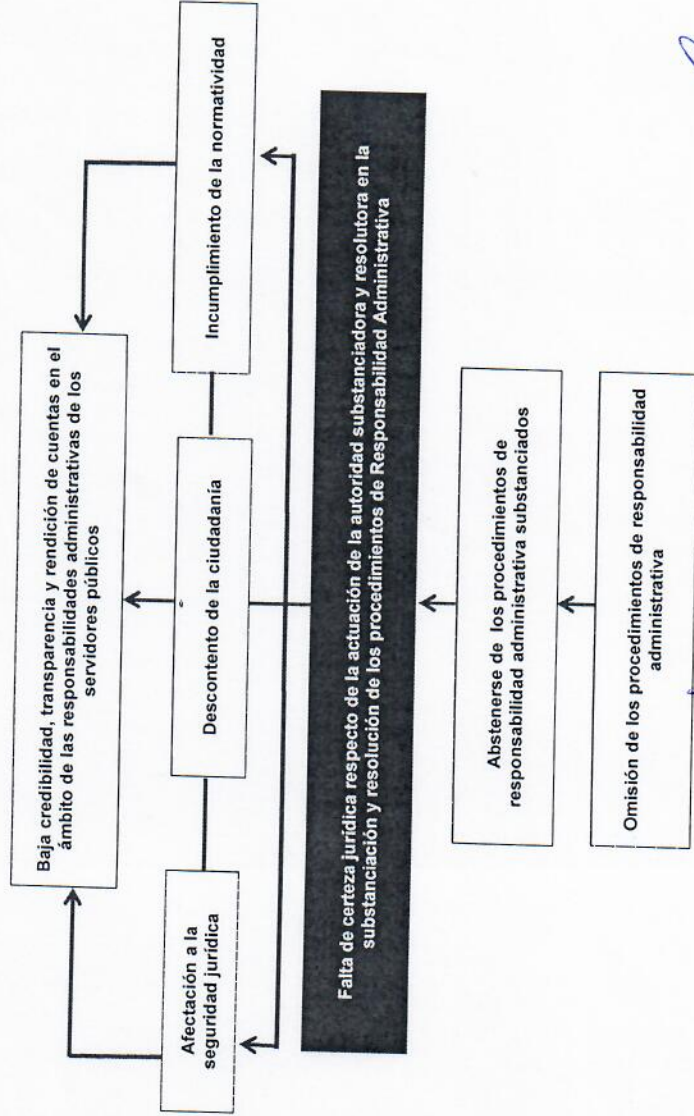 Baja credibilidad, transparencia y rendición de cuentas en el
ámbito de las responsabilidades administrativas de los
servidores públicos
Afectación a la
seguridad jurídica
Descontento de la ciudadanía
Incumplimiento de la normatividad
Falta de certeza jurídica respecto de la actuación de la autoridad substanciadora y resolutora en la
substanciación y resolución de los procedimientos de Responsabilidad Administrativa
Abstenerse de los procedimientos de
responsabilidad administrativa substanciados
Omisión de los procedimientos de responsabilidad
administrativa